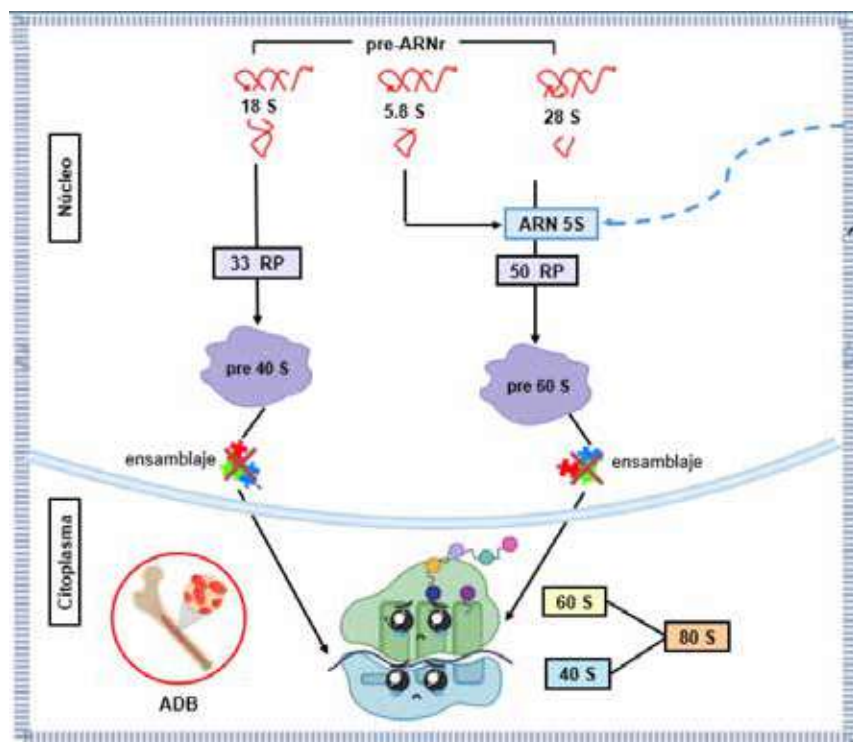 pre-ARNr
18 S
5.8 S
28 S
Núcleo
ARN 5S
33 RP
50 RP
pre 40 S
pre 60 S
ensamblaje
ensamblaje
Citoplasma
60 S
80 S
40 S
ADB